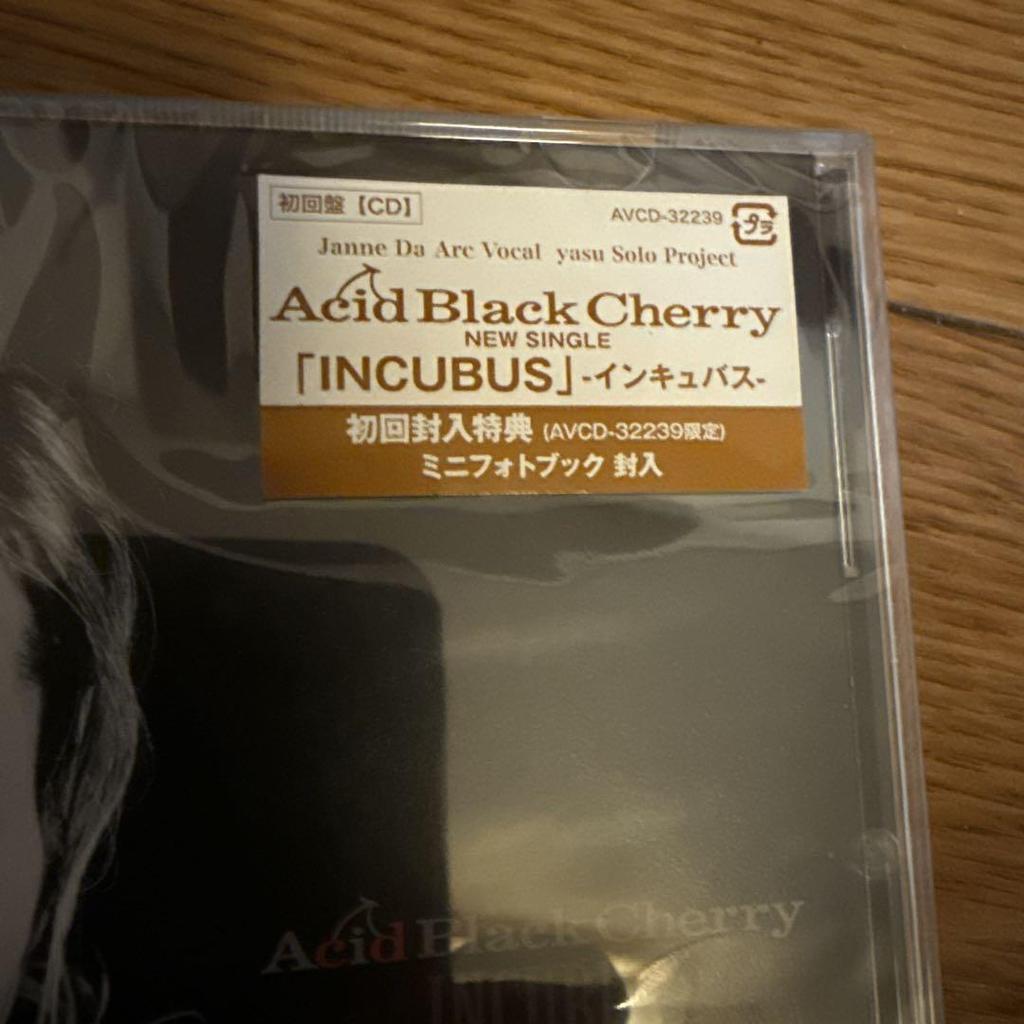 初回盤【CD】
AVCD-32239
プラ
Janne Da Arc Vocal yasu Solo Project
Acid Black Cherry
NEW SINGLE
「INCUBUS」-インキュバス-
初回封入特典 (AVCD-32239限定)
ミニフォトブック 封入
Acid Black Cherry